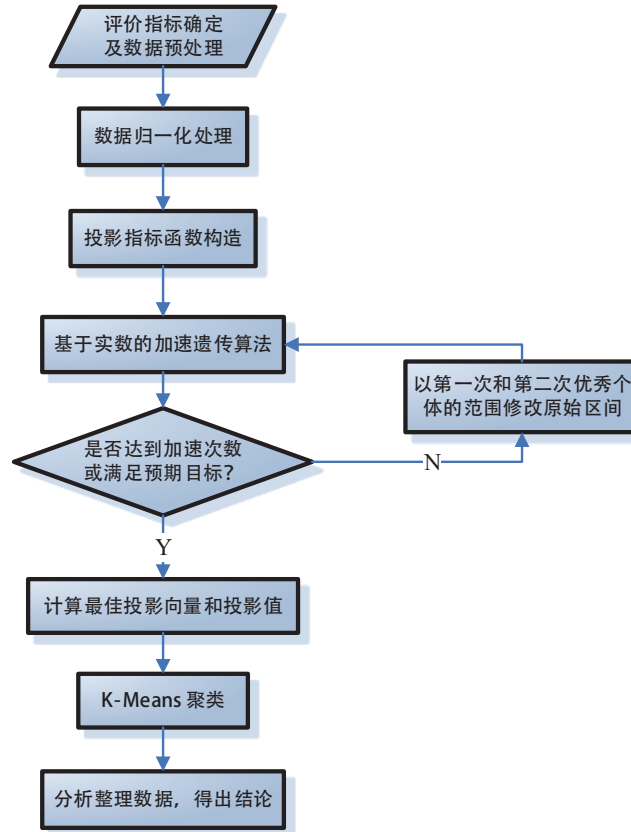 评价指标确定
及数据预处理
数据归一化处理
投影指标函数构造
基于实数的加速遗传算法
以第一次和第二次优秀个
体的范围修改原始区间
是否达到加速次数
或满足预期目标？
N
Y
计算最佳投影向量和投影值
K-Means 聚类
分析整理数据，得出结论